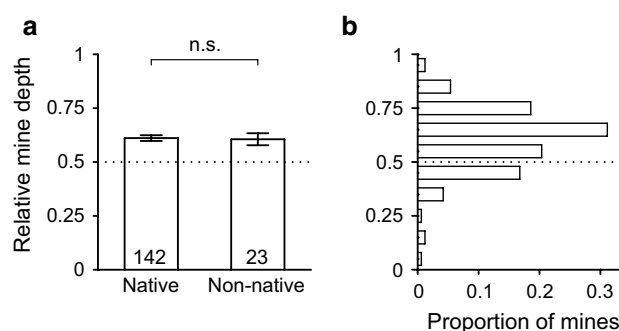 a
n.s.
Relative mine depth
1
0.75
0.5
0.25
0
142
23
Native
Non-native
b
1
0.75
0.5
0.25
0
0
0.1
0.2
0.3
Proportion of mines